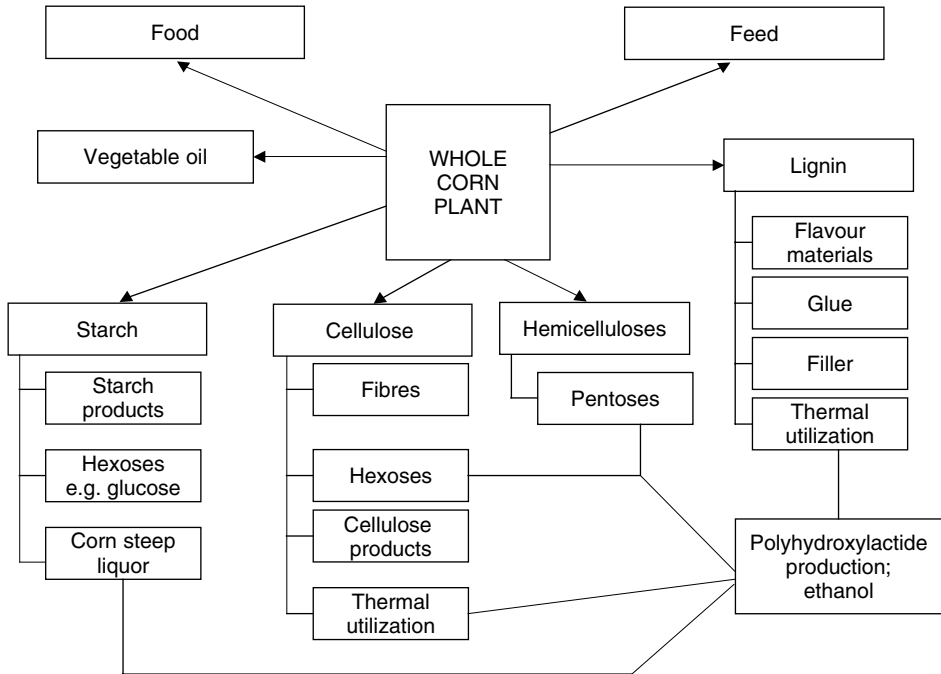 Food
Feed
Vegetable oil
WHOLE
CORN
PLANT
Lignin
Flavour
materials
Glue
Filler
Thermal
utilization
Starch
Starch
products
Hexoses
e.g. glucose
Corn steep
liquor
Cellulose
Fibres
Hexoses
Cellulose
products
Thermal
utilization
Hemicelluloses
Pentoses
Polyhydroxylactide
production;
ethanol